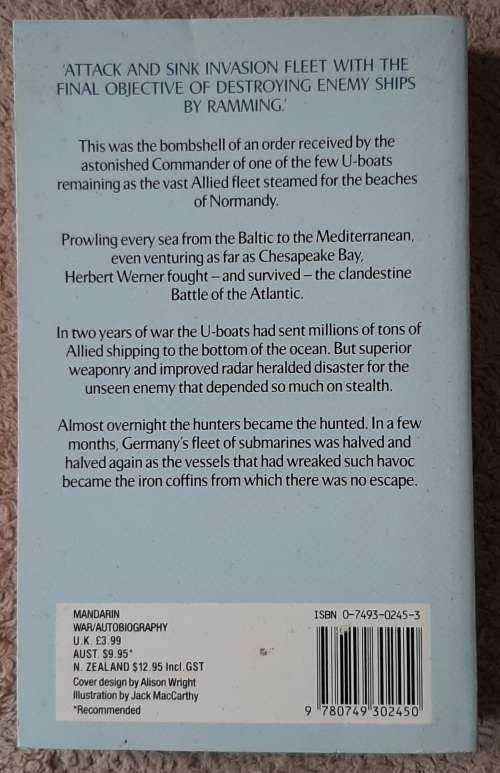 'ATTACK AND SINK INVASION FLEET WITH THE
FINAL OBJECTIVE OF DESTROYING ENEMY SHIPS
BY RAMMING.'
This was the bombshell of an order received by the
astonished Commander of one of the few U-boats
remaining as the vast Allied fleet steamed for the beaches
of Normandy.
Prowling every sea from the Baltic to the Mediterranean,
even venturing as far as Chesapeake Bay,
Herbert Werner fought – and survived – the clandestine
Battle of the Atlantic.
In two years of war the U-boats had sent millions of tons of
Allied shipping to the bottom of the ocean. But superior
weaponry and improved radar heralded disaster for the
unseen enemy that depended so much on stealth.
Almost overnight the hunters became the hunted. In a few
months, Germany's fleet of submarines was halved and
halved again as the vessels that had wreaked such havoc
became the iron coffins from which there was no escape.
MANDARIN
WAR/AUTOBIOGRAPHY
U.K. £3.99
AUST. $9.95*
N. ZEALAND $12.95 Incl. GST
Cover design by Alison Wright
Illustration by Jack MacCarthy
*Recommended
ISBN 0-7493-0245-3
9 780749 302450